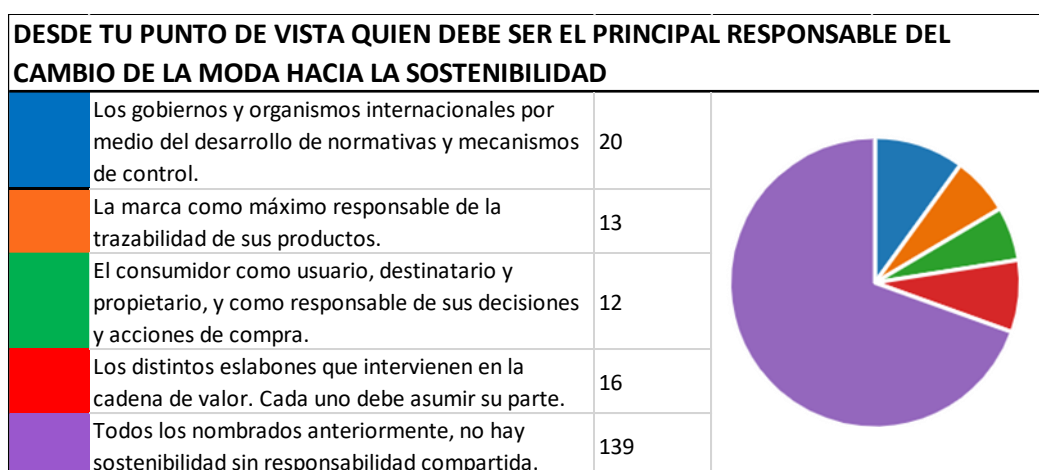 DESDE TU PUNTO DE VISTA QUIEN DEBE SER EL PRINCIPAL RESPONSABLE DEL
CAMBIO DE LA MODA HACIA LA SOSTENIBILIDAD
Los gobiernos y organismos internacionales por
medio del desarrollo de normativas y mecanismos
de control.
20
La marca como máximo responsable de la
trazabilidad de sus productos.
13
El consumidor como usuario, destinatario y
propietario, y como responsable de sus decisiones
y acciones de compra.
12
Los distintos eslabones que intervienen en la
cadena de valor. Cada uno debe asumir su parte.
16
Todos los nombrados anteriormente, no hay
sostenibilidad sin responsabilidad compartida.
139